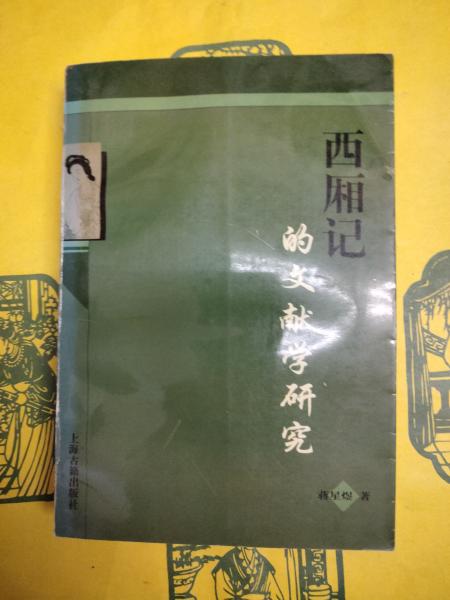 西厢记
的文献学研究
蒋星煜 著
上海古籍出版社